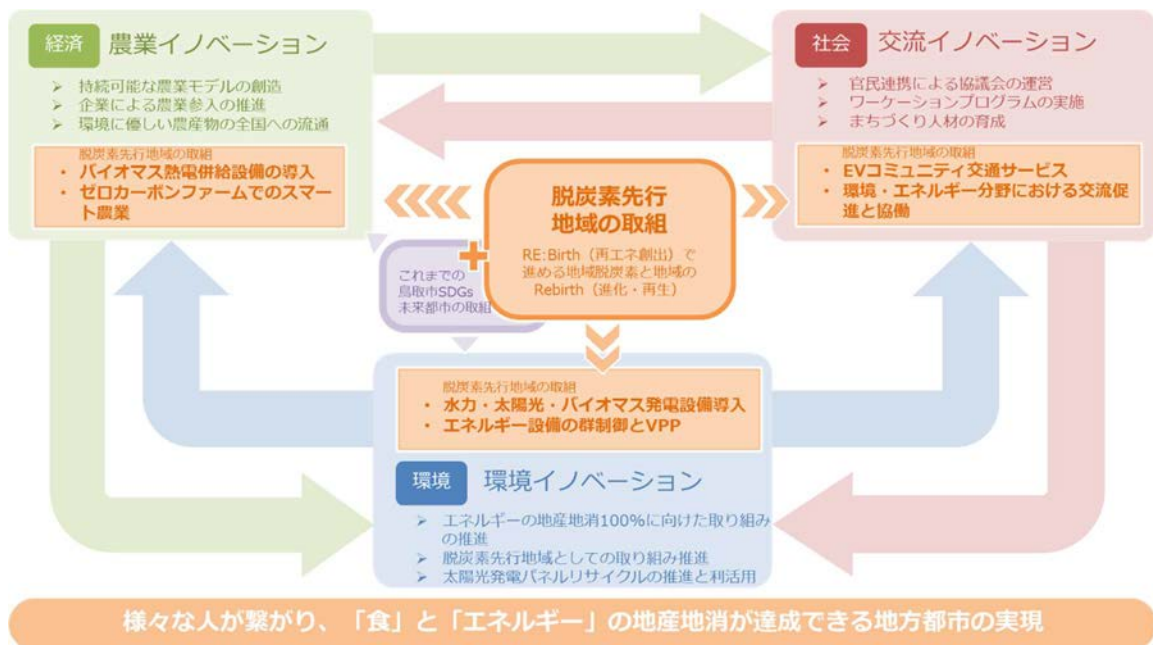 経済 農業イノベーション
➢ 持続可能な農業モデルの創造
➢ 企業による農業参入の推進
➢ 環境に優しい農産物の全国への流通
脱炭素先行地域の取組
・ バイオマス熱電併給設備の導入
・ ゼロカーボンファームでのスマー
ト農業
社会 交流イノベーション
➢ 官民連携による協議会の運営
➢ ワーケーションプログラムの実施
➢ まちづくり人材の育成
脱炭素先行地域の取組
・ EVコミュニティ交通サービス
・ 環境・エネルギー分野における交流促
進と協働
脱炭素先行
地域の取組
RE:Birth（再エネ創出）で
進める地域脱炭素と地域の
Rebirth（進化・再生）
+
これまでの
鳥取市SDGs
未来都市の取組
脱炭素先行地域の取組
・ 水力・太陽光・バイオマス発電設備導入
・ エネルギー設備の群制御とVPP
環境 環境イノベーション
➢ エネルギーの地産地消100%に向けた取り組み
の推進
➢ 脱炭素先行地域としての取り組み推進
➢ 太陽光発電パネルリサイクルの推進と利活用
様々な人が繋がり、「食」と「エネルギー」の地産地消が達成できる地方都市の実現